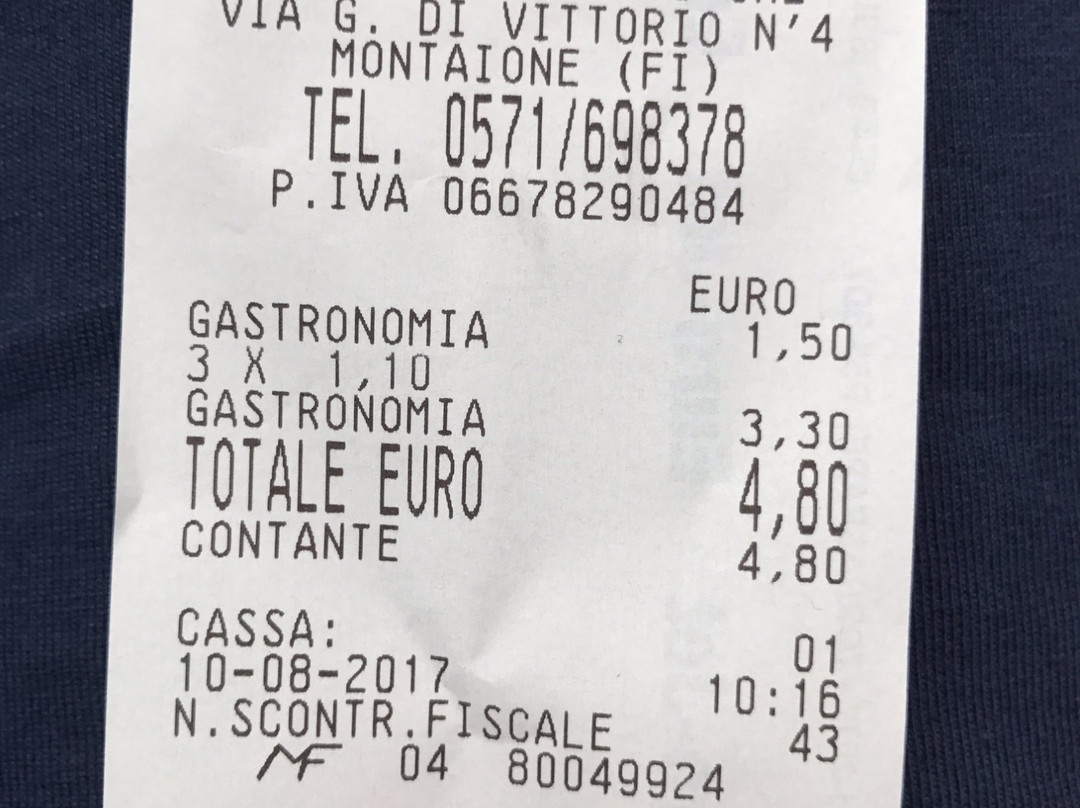 VIA G. DI VITTORIO N'4
MONTAIONE (FI)
TEL. 0571/698378
P.IVA 06678290484
EURO
GASTRONOMIA 1,50
3 X 1,10
GASTRONOMIA 3,30
TOTALE EURO 4,80
CONTANTE 4,80
CASSA: 01
10-08-2017 10:16
N.SCONTR.FISCALE 43
MF 04 80049924